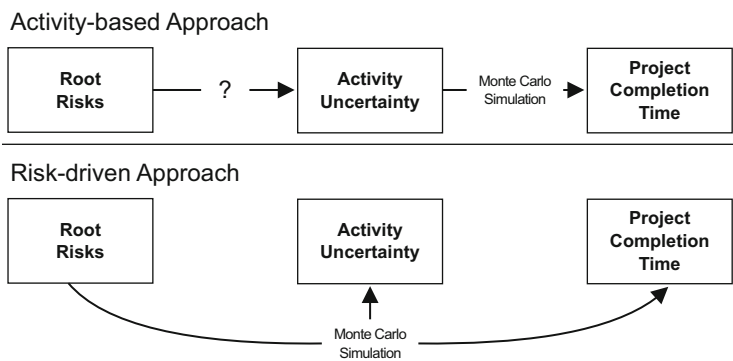 Activity-based Approach
Root
Risks
?
Activity
Uncertainty
Monte Carlo
Simulation
Project
Completion
Time
Risk-driven Approach
Root
Risks
Activity
Uncertainty
Project
Completion
Time
Monte Carlo
Simulation